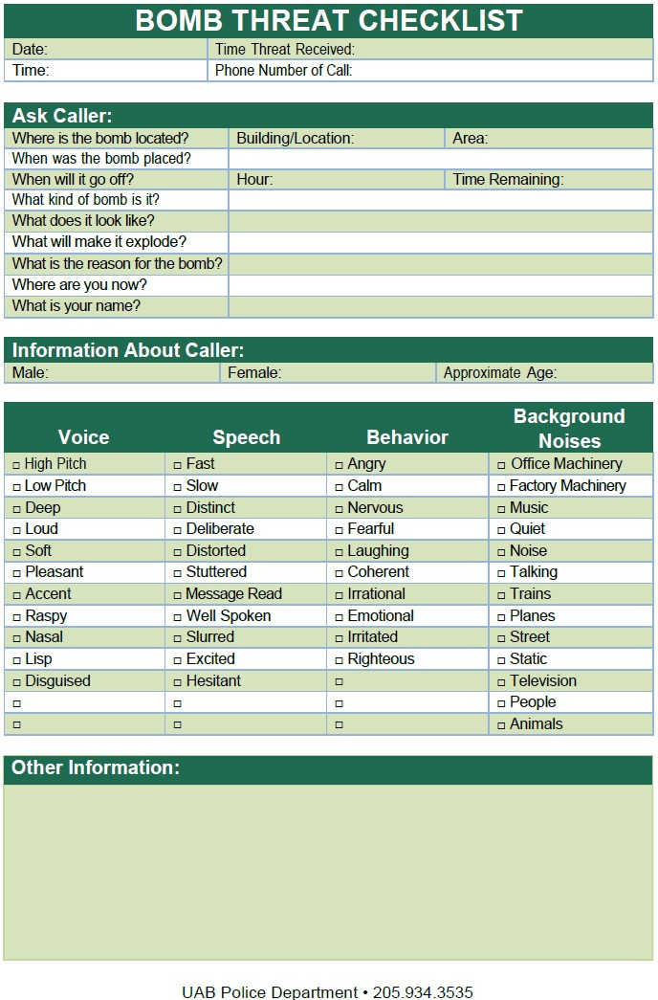 BOMB THREAT CHECKLIST
Date: Time Threat Received:
Time: Phone Number of Call:
Ask Caller:
Where is the bomb located? Building/Location: Area:
When was the bomb placed?
When will it go off? Hour: Time Remaining:
What kind of bomb is it?
What does it look like?
What will make it explode?
What is the reason for the bomb?
Where are you now?
What is your name?
Information About Caller:
Male: Female: Approximate Age:
Voice Speech Behavior Background Noises
□ High Pitch □ Fast □ Angry □ Office Machinery
□ Low Pitch □ Slow □ Calm □ Factory Machinery
□ Deep □ Distinct □ Nervous □ Music
□ Loud □ Deliberate □ Fearful □ Quiet
□ Soft □ Distorted □ Laughing □ Noise
□ Pleasant □ Stuttered □ Coherent □ Talking
□ Accent □ Message Read □ Irrational □ Trains
□ Raspy □ Well Spoken □ Emotional □ Planes
□ Nasal □ Slurred □ Irritated □ Street
□ Lisp □ Excited □ Righteous □ Static
□ Disguised □ Hesitant □ □ Television
□ □ □ □ People
□ □ □ □ Animals
Other Information:
UAB Police Department • 205.934.3535